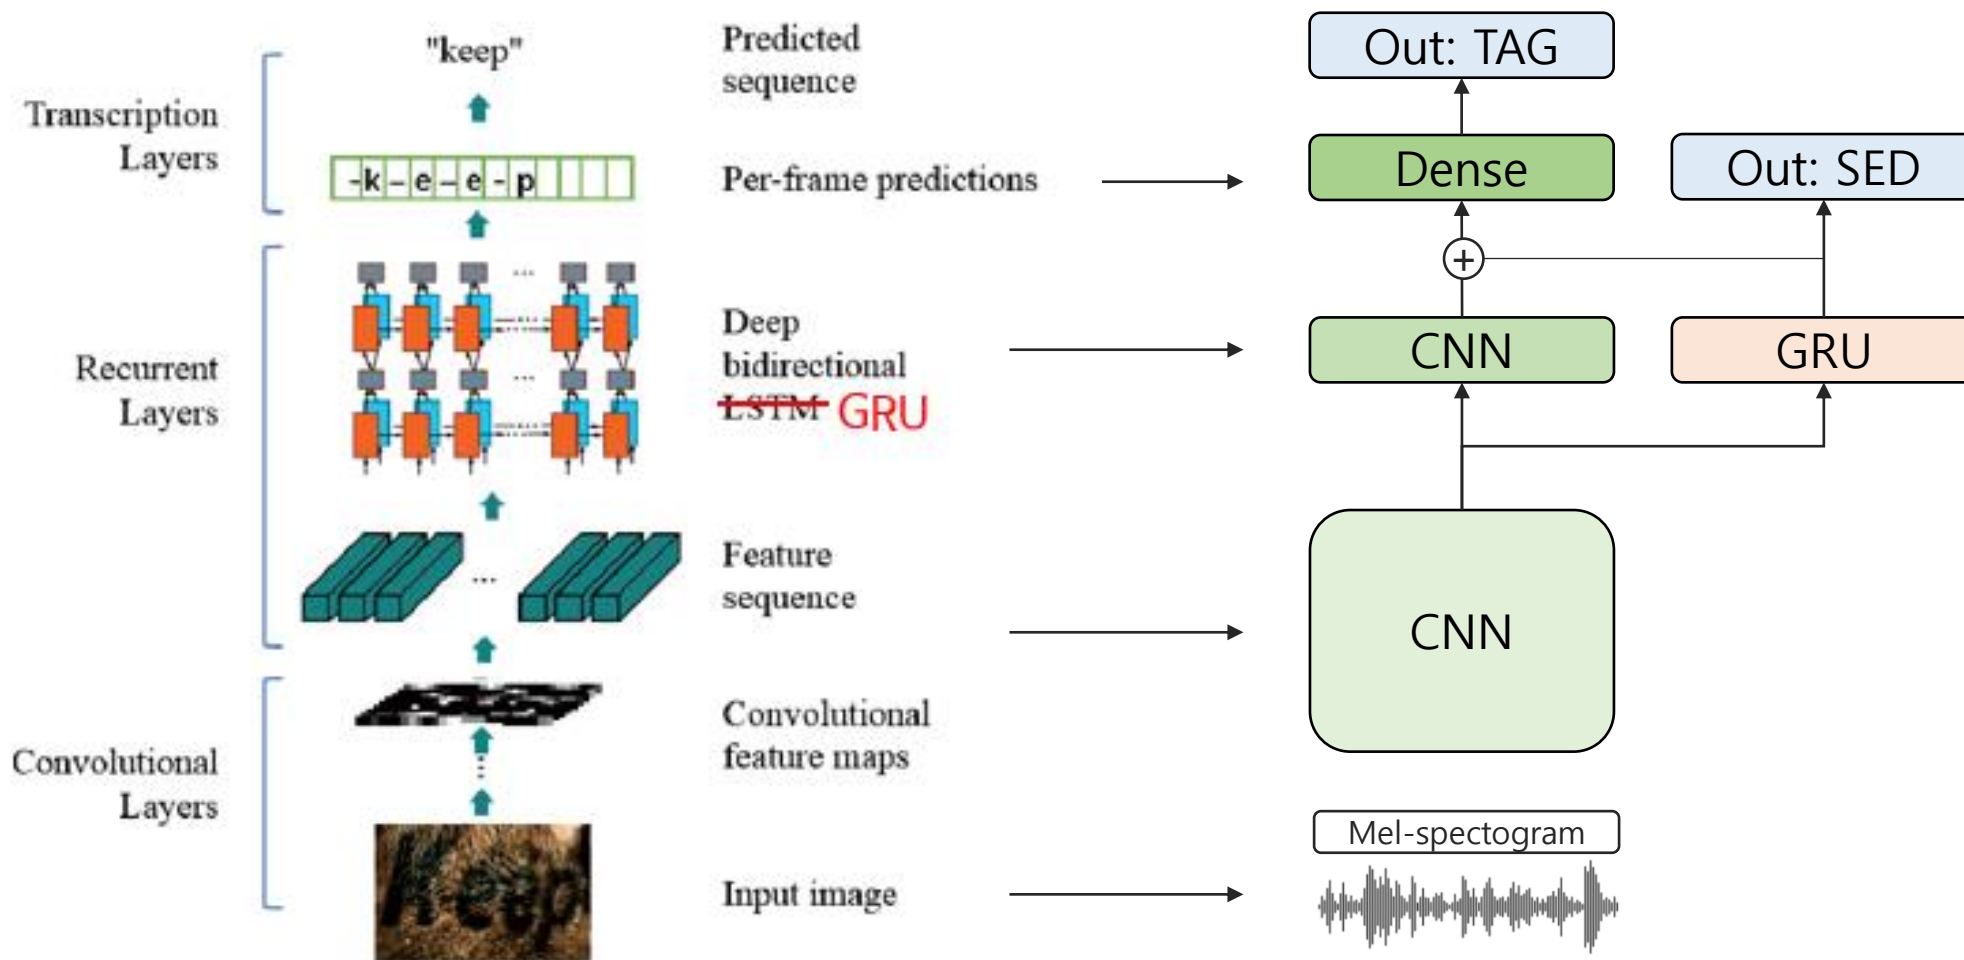 "keep"
Predicted
sequence
Transcription
Layers
-k-e-e-p
Per-frame predictions
Recurrent
Layers
...
...
Deep
bidirectional
LSTM GRU
...
Feature
sequence
Convolutional
feature maps
Convolutional
Layers
keep
Input image
Out: TAG
Dense
Out: SED
+
CNN
GRU
CNN
Mel-spectogram